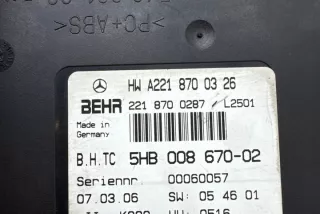 >PC+ABS<
HW A221 870 03 26
BEHR 221 870 0287 / L2501
Made in
Germany
B.H.TC 5HB 008 670-02
Seriennr. 00060057
07.03.06 SW: 05 46 01